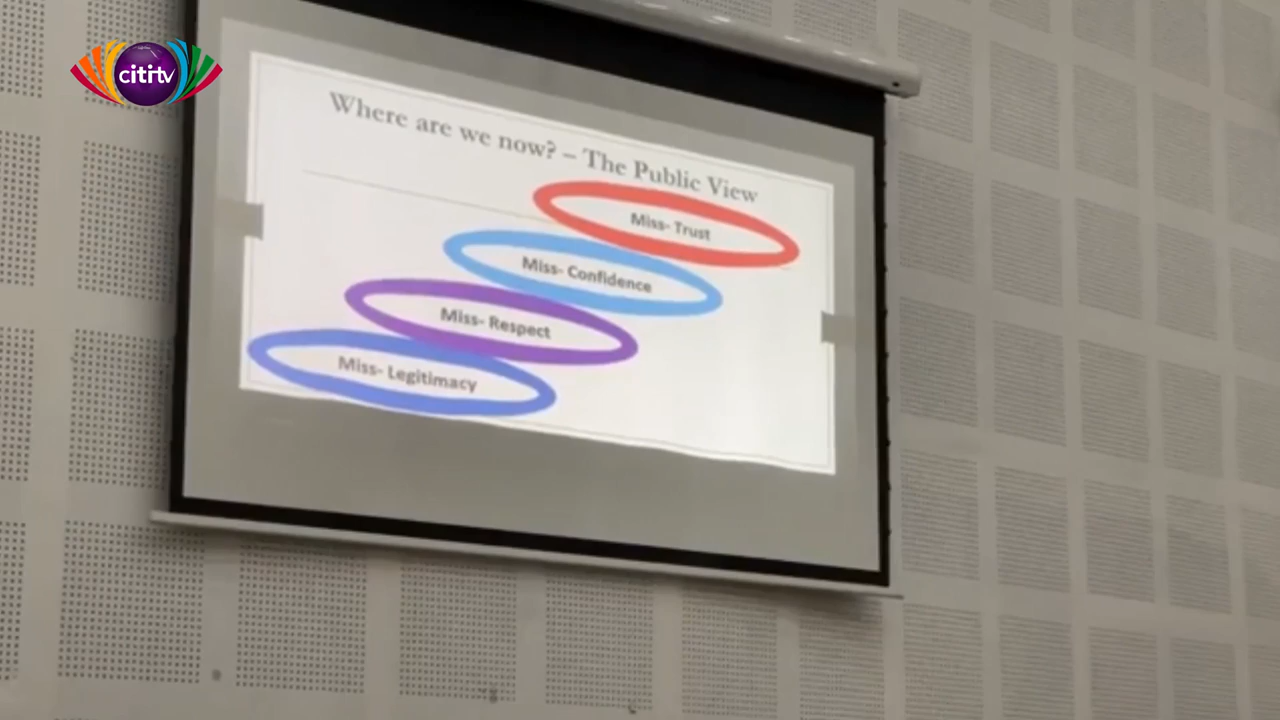 citi tv
Where are we now? – The Public View
Miss- Trust
Miss- Confidence
Miss- Respect
Miss- Legitimacy